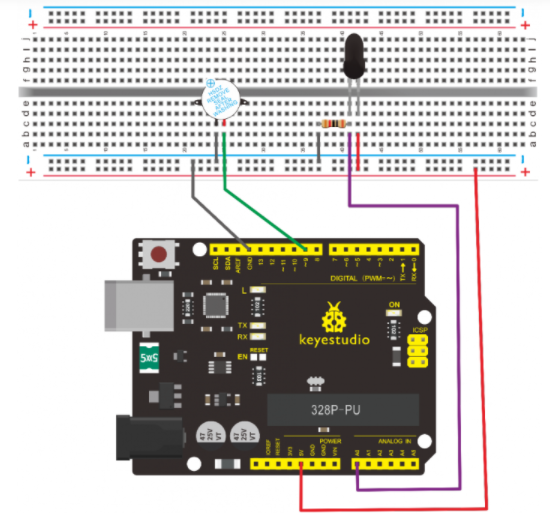 j i h g f
e d c b a
SCL
SDA
AREF
GND
13
12
~11
~10
~9
8
7
~6
~5
4
~3
2
TX→1
RX←0
DIGITAL (PWM~)
L
TX
RX
RESET
EN
ON
ICSP
keyestudio
5x5
328P-PU
47
25V
VT
47
25V
VT
POWER
ANALOG IN
IOREF
RESET
3V3
5V
GND
GND
VIN
A0
A1
A2
A3
A4
A5